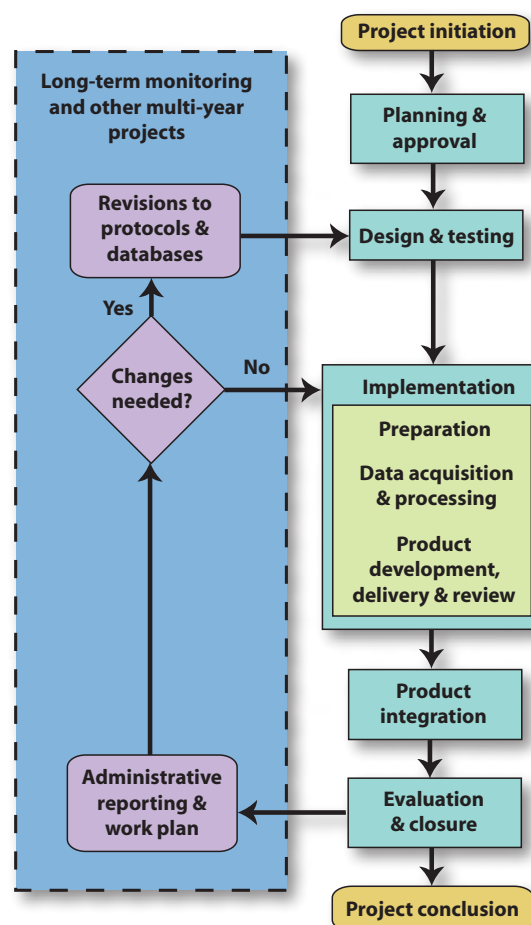 Project initiation
Long-term monitoring
and other multi-year
projects
Planning &
approval
Revisions to
protocols &
databases
Design & testing
Yes
Changes
needed?
No
Implementation
Preparation
Data acquisition
& processing
Product
development,
delivery & review
Product
integration
Administrative
reporting &
work plan
Evaluation
& closure
Project conclusion